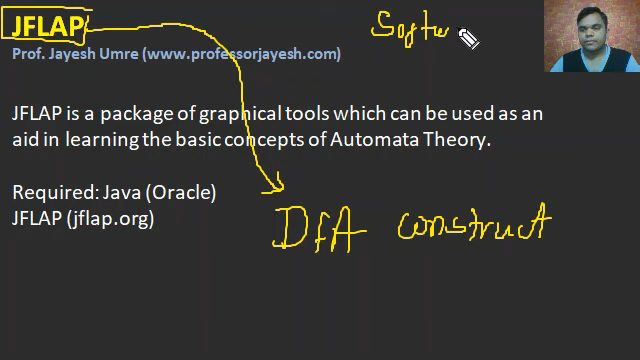 JFLAP
Softw
Prof. Jayesh Umre (www.professorjayesh.com)
JFLAP is a package of graphical tools which can be used as an
aid in learning the basic concepts of Automata Theory.
Required: Java (Oracle)
JFLAP (jflap.org)
DfA construct